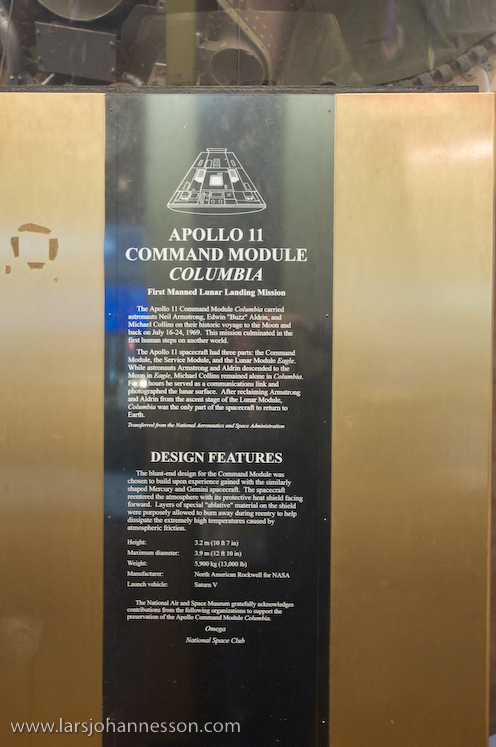 APOLLO 11
COMMAND MODULE
COLUMBIA
First Manned Lunar Landing Mission
The Apollo 11 Command Module Columbia carried
astronauts Neil Armstrong, Edwin "Buzz" Aldrin, and
Michael Collins on their historic voyage to the Moon and
back on July 16-24, 1969. This mission culminated in the
first human steps on another world.
The Apollo 11 spacecraft had three parts: the Command
Module, the Service Module, and the Lunar Module Eagle.
While astronauts Armstrong and Aldrin descended to the
Moon in Eagle, Michael Collins remained alone in Columbia.
For hours he served as a communications link and
photographed the lunar surface. After reclaiming Armstrong
and Aldrin from the ascent stage of the Lunar Module,
Columbia was the only part of the spacecraft to return to
Earth.
Transferred from the National Aeronautics and Space Administration
DESIGN FEATURES
The blunt-end design for the Command Module was
chosen to build upon experience gained with the similarly
shaped Mercury and Gemini spacecraft. The spacecraft
reentered the atmosphere with its protective heat shield facing
forward. Layers of special "ablative" material on the shield
were purposely allowed to burn away during reentry to help
dissipate the extremely high temperatures caused by
atmospheric friction.
Height: 3.2 m (10 ft 7 in)
Maximum diameter: 3.9 m (12 ft 10 in)
Weight: 5,900 kg (13,000 lb)
Manufacturer: North American Rockwell for NASA
Launch vehicle: Saturn V
The National Air and Space Museum gratefully acknowledges
contributions from the following organizations to support the
preservation of the Apollo Command Module Columbia.
Omega
National Space Club
www.larsjohannesson.com